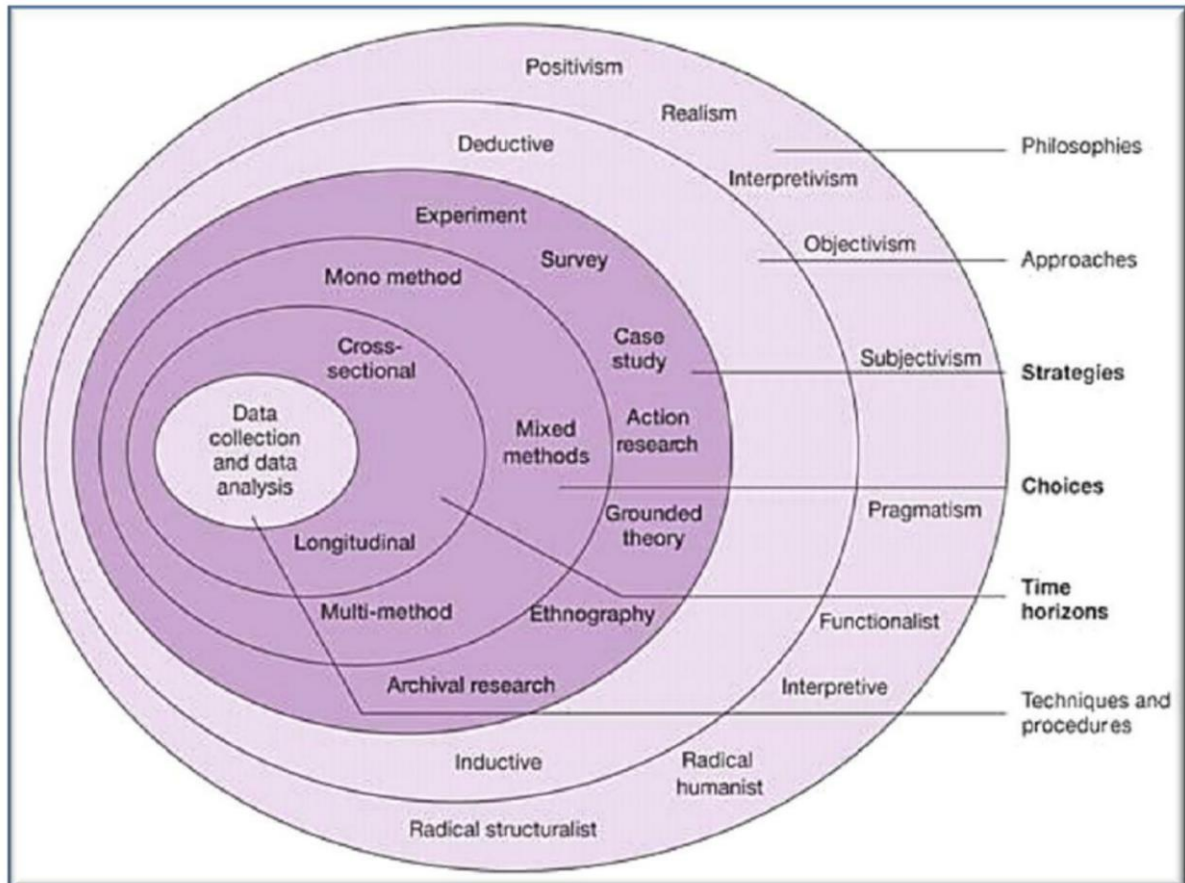 Positivism
Realism
Philosophies
Deductive
Interpretivism
Experiment
Objectivism
Survey
Approaches
Mono method
Case
study
Cross-
sectional
Subjectivism
Strategies
Data
collection
and data
analysis
Mixed
methods
Action
research
Choices
Grounded
theory
Pragmatism
Longitudinal
Time
horizons
Multi-method
Ethnography
Functionalist
Archival research
Interpretive
Techniques and
procedures
Inductive
Radical
humanist
Radical structuralist